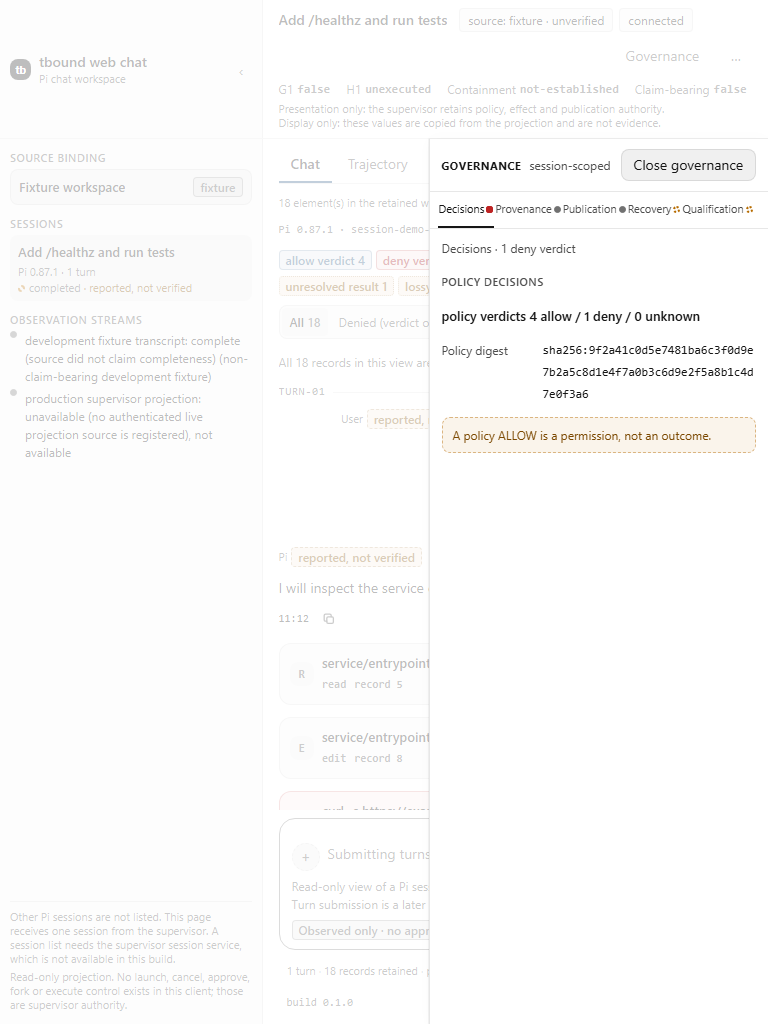 tb
tbound web chat
Pi chat workspace
‹
SOURCE BINDING
Fixture workspace
fixture
SESSIONS
Add /healthz and run tests
Pi 0.87.1 · 1 turn
completed · reported, not verified
OBSERVATION STREAMS
development fixture transcript: complete
(source did not claim completeness) (non-
claim-bearing development fixture)
production supervisor projection:
unavailable (no authenticated live
projection source is registered), not
available
Other Pi sessions are not listed. This page
receives one session from the supervisor. A
session list needs the supervisor session service,
which is not available in this build.
Read-only projection. No launch, cancel, approve,
fork or execute control exists in this client; those
are supervisor authority.
Add /healthz and run tests
source: fixture · unverified
connected
Governance
...
G1 false H1 unexecuted Containment not-established Claim-bearing false
Presentation only: the supervisor retains policy, effect and publication authority.
Display only: these values are copied from the projection and are not evidence.
Chat Trajectory
18 element(s) in the retained w
Pi 0.87.1 · session-demo-
allow verdict 4
deny ver
unresolved result 1
lossy
All 18 Denied (verdict o
All 18 records in this view are
TURN-01
User reported,
Pi reported, not verified
I will inspect the service
11:12
R
service/entrypoint
read record 5
E
service/entrypoint
edit record 8
+
Submitting turns
Read-only view of a Pi ses
Turn submission is a later
Observed only · no appr
1 turn · 18 records retained · p
build 0.1.0
GOVERNANCE session-scoped
Close governance
Decisions Provenance Publication Recovery Qualification
Decisions · 1 deny verdict
POLICY DECISIONS
policy verdicts 4 allow / 1 deny / 0 unknown
Policy digest
sha256:9f2a41c0d5e7481ba6c3f0d9e
7b2a5c8d1e4f7a0b3c6d9e2f5a8b1c4d
7e0f3a6
A policy ALLOW is a permission, not an outcome.